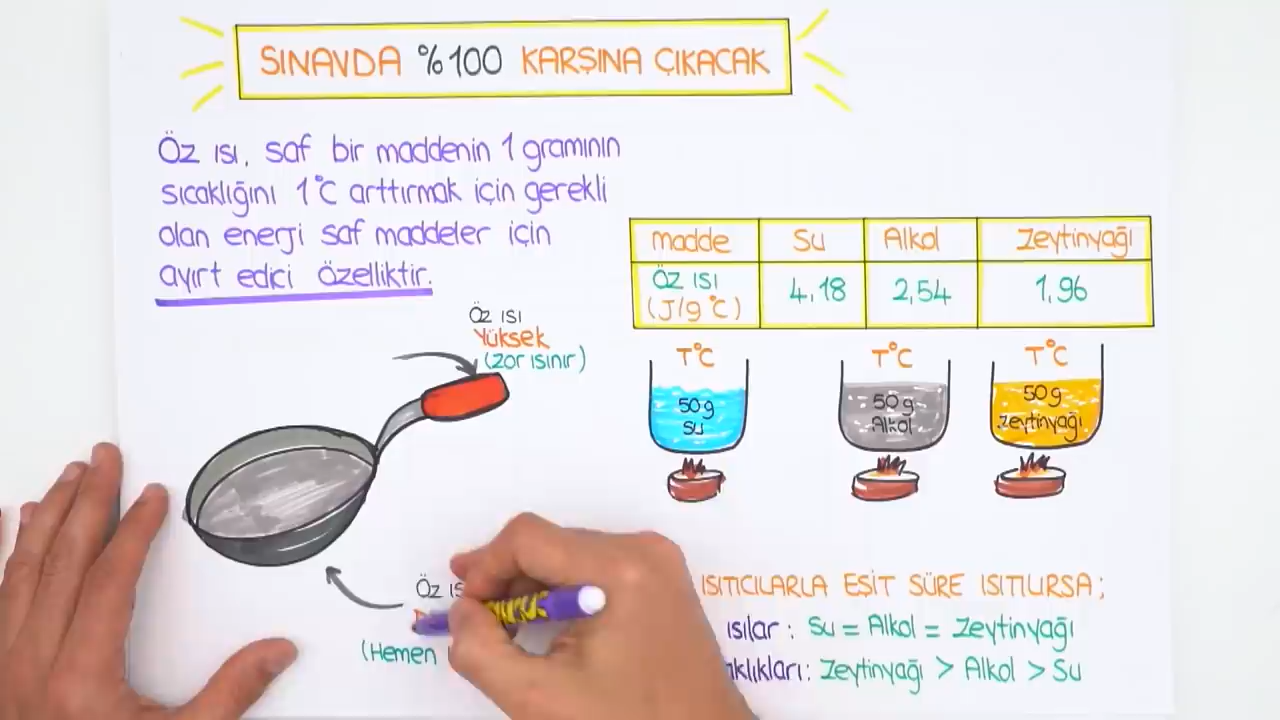 SINAVDA %100 KARŞINA ÇIKACAK
Öz ısı, saf bir maddenin 1 gramının
sıcaklığını 1°C arttırmak için gerekli
olan enerji saf maddeler için
ayırt edici özelliktir.
madde Su Alkol Zeytinyağı
Öz ısı (J/g°C) 4,18 2,54 1,96
Öz ısı
Yüksek
(zor ısınır)
T°C T°C T°C
50g 50g 50g
Su Alkol zeytinyağı
Öz
(Hemen
ISITICILARLA EŞİT SÜRE ISITILIRSA;
ısılar: Su = Alkol = Zeytinyağı
Zeytinyağı > Alkol > Su